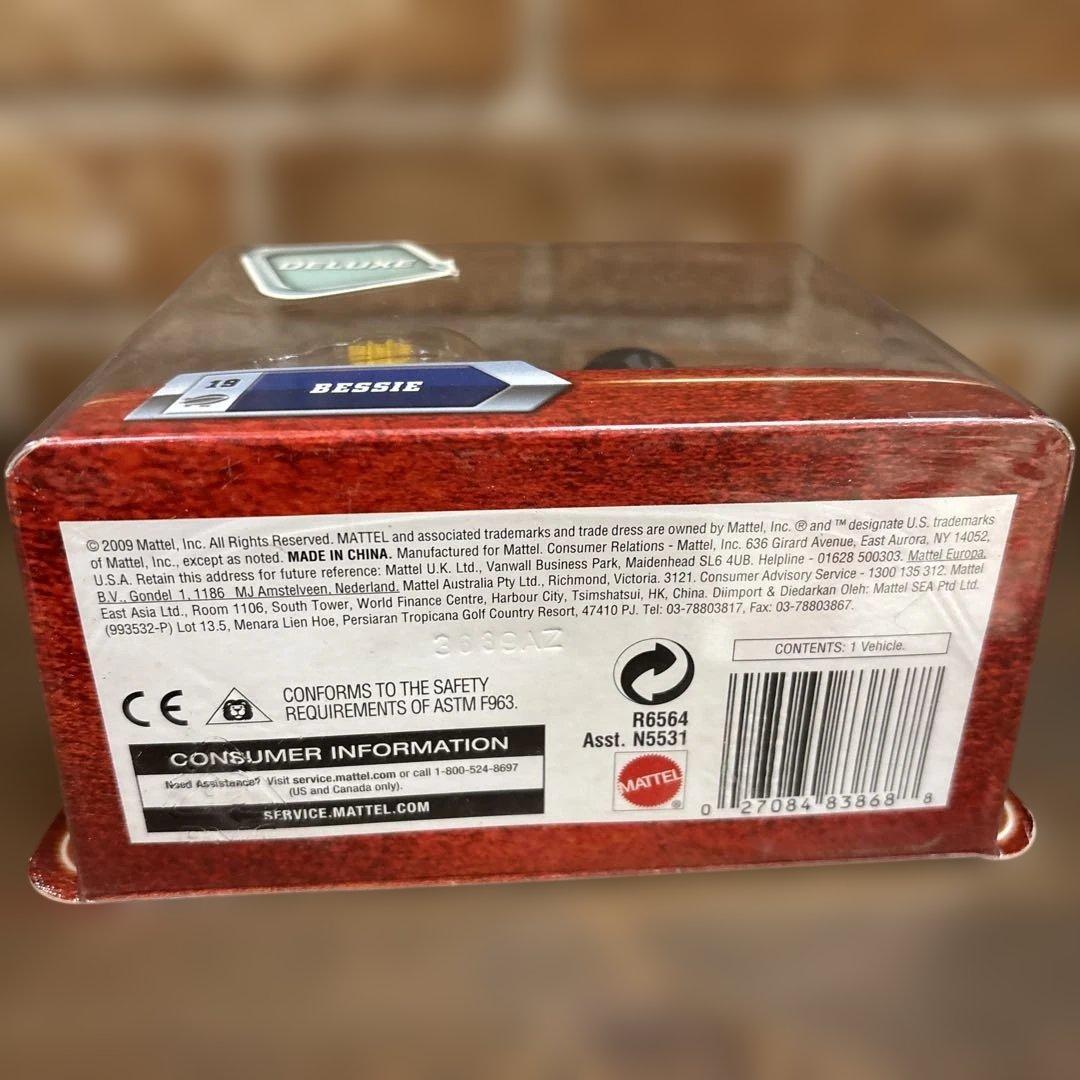 DELUXE
19 BESSIE
© 2009 Mattel, Inc. All Rights Reserved. MATTEL and associated trademarks and trade dress are owned by Mattel, Inc. ® and ™ designate U.S. trademarks
of Mattel, Inc., except as noted. MADE IN CHINA. Manufactured for Mattel. Consumer Relations - Mattel, Inc. 636 Girard Avenue, East Aurora, NY 14052,
U.S.A. Retain this address for future reference: Mattel U.K. Ltd., Vanwall Business Park, Maidenhead SL6 4UB. Helpline - 01628 500303. Mattel Europa,
B.V., Gondel 1, 1186 MJ Amstelveen, Nederland. Mattel Australia Pty Ltd., Richmond, Victoria. 3121. Consumer Advisory Service - 1300 135 312. Mattel
East Asia Ltd., Room 1106, South Tower, World Finance Centre, Harbour City, Tsimshatsui, HK, China. Diimport & Diedarkan Oleh: Mattel SEA Ptd Ltd.
(993532-P) Lot 13.5, Menara Lien Hoe, Persiaran Tropicana Golf Country Resort, 47410 PJ. Tel: 03-78803817, Fax: 03-78803867.
3639AZ
CONTENTS: 1 Vehicle.
CE
CONFORMS TO THE SAFETY
REQUIREMENTS OF ASTM F963.
R6564
Asst. N5531
CONSUMER INFORMATION
Need Assistance? Visit service.mattel.com or call 1-800-524-8697
(US and Canada only).
SERVICE.MATTEL.COM
MATTEL ®
0 27084 83868 8